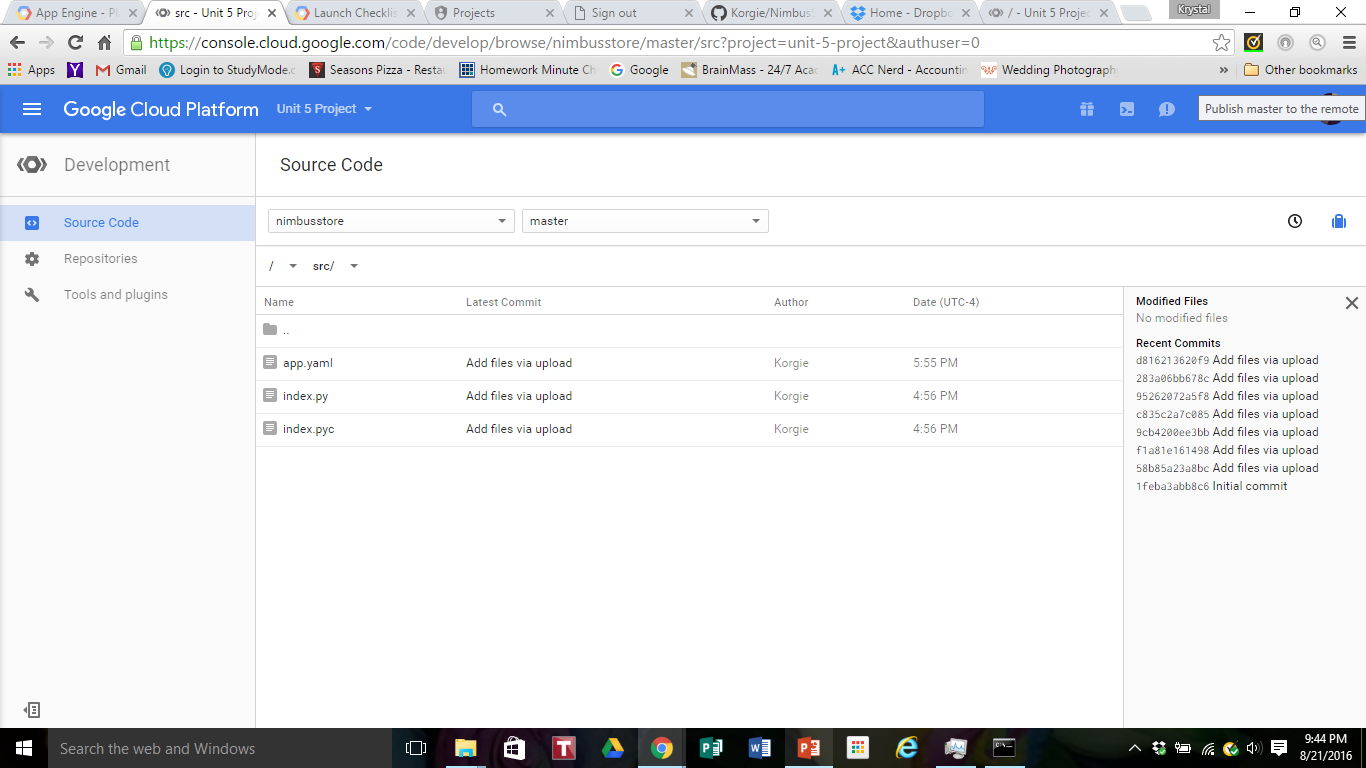 App Engine - Pl
src - Unit 5 Proj
Launch Checklis
Projects
Sign out
Korgie/NimbusS
Home - Dropbo
/ - Unit 5 Projec
Krystal
https://console.cloud.google.com/code/develop/browse/nimbusstore/master/src?project=unit-5-project&authuser=0
Apps
Gmail
Login to StudyMode.c
Seasons Pizza - Resta
Homework Minute Ch
Google
BrainMass - 24/7 Aca
A+ ACC Nerd - Accountin
Wedding Photography
»
Other bookmarks
Google Cloud Platform
Unit 5 Project
Publish master to the remote
Development
Source Code
Source Code
Repositories
Tools and plugins
nimbusstore
master
/
src/
Name Latest Commit Author Date (UTC-4)
..
app.yaml Add files via upload Korgie 5:55 PM
index.py Add files via upload Korgie 4:56 PM
index.pyc Add files via upload Korgie 4:56 PM
Modified Files
No modified files
Recent Commits
d816213620f9 Add files via upload
283a06bb678c Add files via upload
95262072a5f8 Add files via upload
c835c2a7c085 Add files via upload
9cb4200ee3bb Add files via upload
f1a81e161498 Add files via upload
58b85a23a8bc Add files via upload
1feba3abb8c6 Initial commit
Search the web and Windows
9:44 PM
8/21/2016